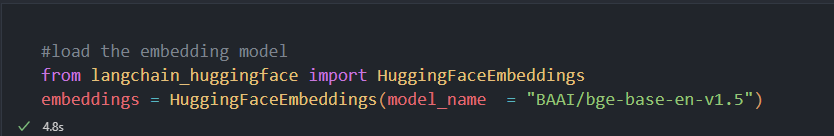 #load the embedding model
from langchain_huggingface import HuggingFaceEmbeddings
embeddings = HuggingFaceEmbeddings(model_name  = "BAAI/bge-base-en-v1.5")
4.8s